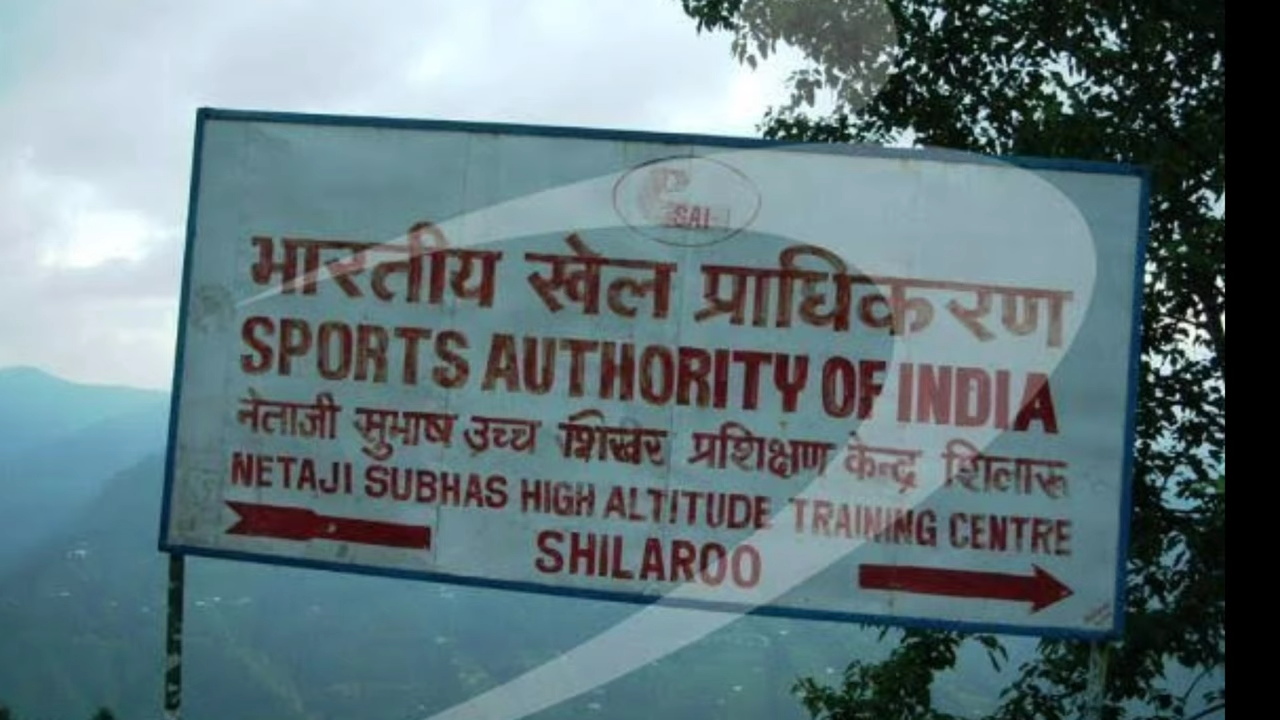 SAI
भारतीय खेल प्राधिकरण
SPORTS AUTHORITY OF INDIA
नेताजी सुभाष उच्च शिखर प्रशिक्षण केन्द्र शिलारू
NETAJI SUBHAS HIGH ALTITUDE TRAINING CENTRE
SHILAROO